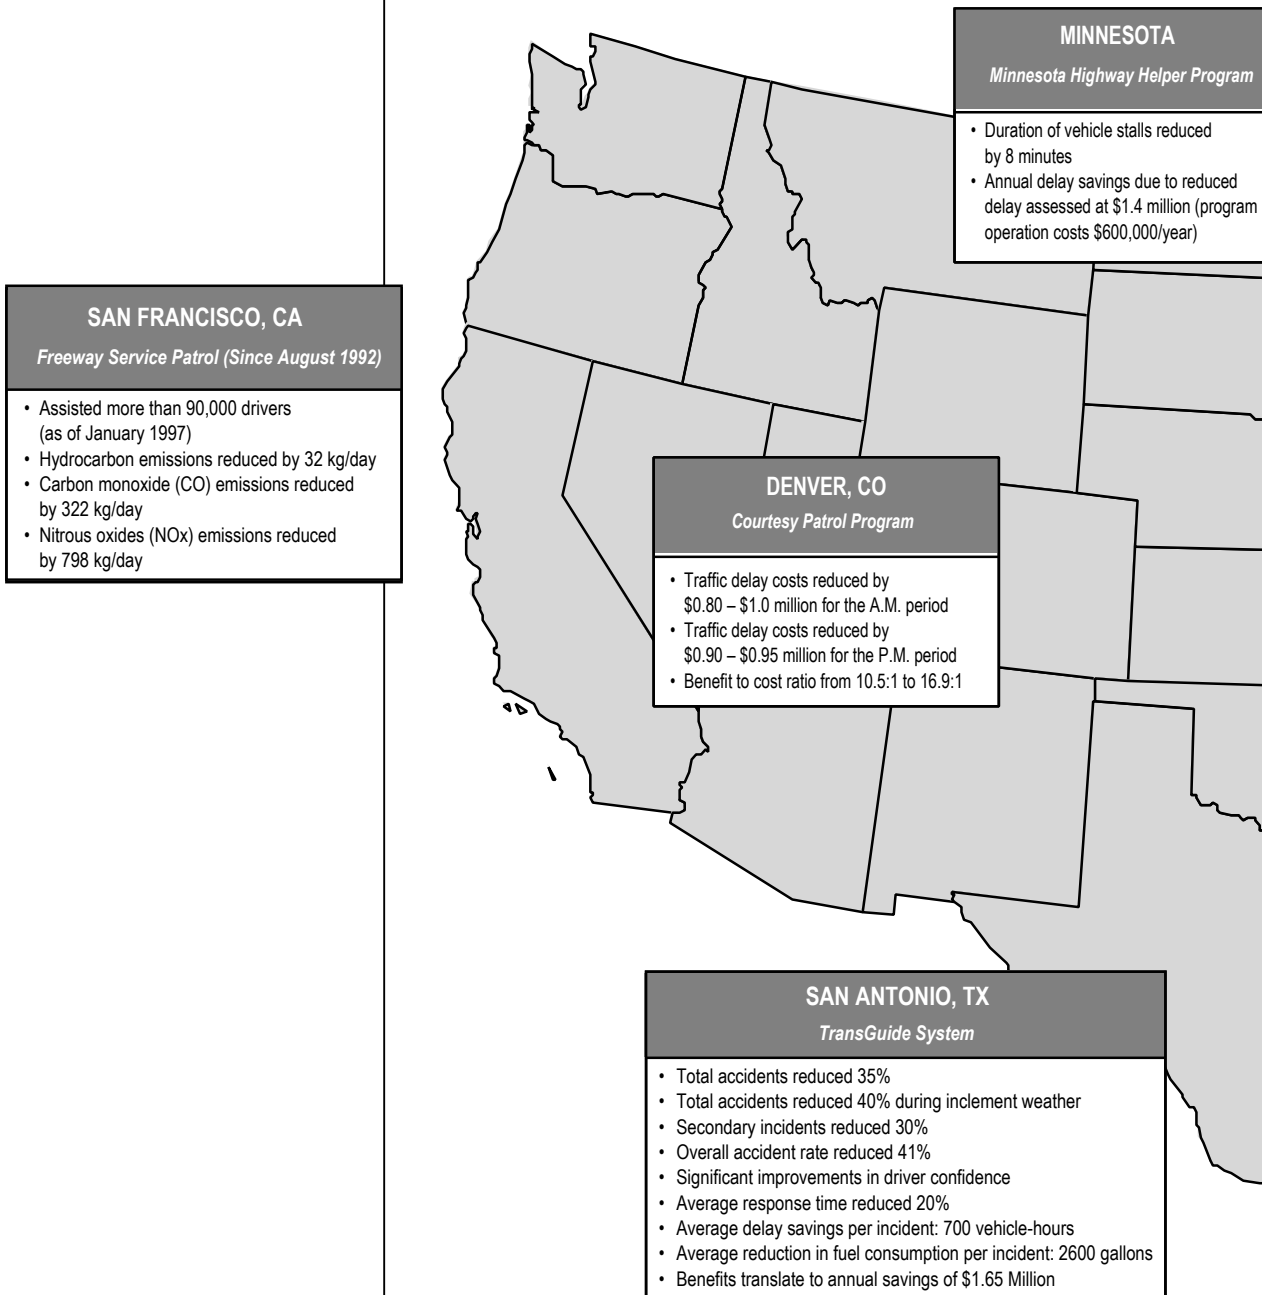 MINNESOTA
Minnesota Highway Helper Program
• Duration of vehicle stalls reduced
by 8 minutes
• Annual delay savings due to reduced
delay assessed at $1.4 million (program
operation costs $600,000/year)
SAN FRANCISCO, CA
Freeway Service Patrol (Since August 1992)
• Assisted more than 90,000 drivers
(as of January 1997)
• Hydrocarbon emissions reduced by 32 kg/day
• Carbon monoxide (CO) emissions reduced
by 322 kg/day
• Nitrous oxides (NOx) emissions reduced
by 798 kg/day
DENVER, CO
Courtesy Patrol Program
• Traffic delay costs reduced by
$0.80 – $1.0 million for the A.M. period
• Traffic delay costs reduced by
$0.90 – $0.95 million for the P.M. period
• Benefit to cost ratio from 10.5:1 to 16.9:1
SAN ANTONIO, TX
TransGuide System
• Total accidents reduced 35%
• Total accidents reduced 40% during inclement weather
• Secondary incidents reduced 30%
• Overall accident rate reduced 41%
• Significant improvements in driver confidence
• Average response time reduced 20%
• Average delay savings per incident: 700 vehicle-hours
• Average reduction in fuel consumption per incident: 2600 gallons
• Benefits translate to annual savings of $1.65 Million